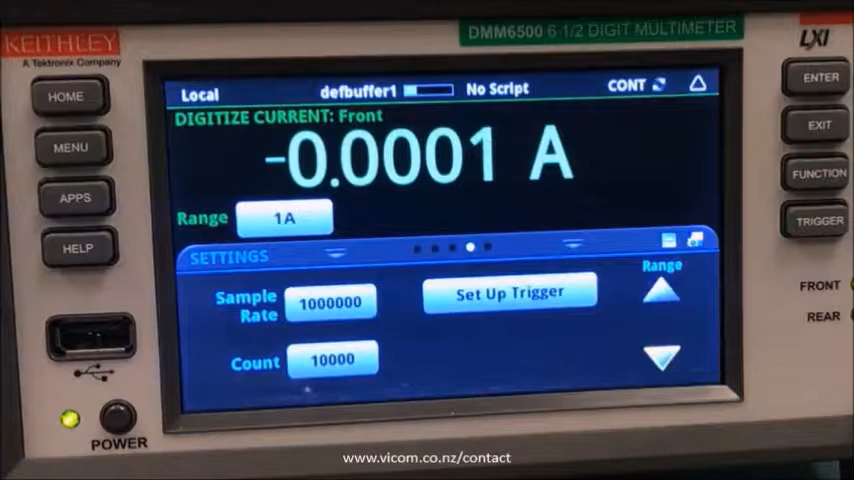 KEITHLEY
A Tektronix Company
DMM6500 6 1/2 DIGIT MULTIMETER
LXI
HOME
MENU
APPS
HELP
POWER
Local
defbuffer1
No Script
CONT
DIGITIZE CURRENT: Front
-0.0001 A
Range
1A
SETTINGS
Sample Rate
1000000
Set Up Trigger
Range
Count
10000
ENTER
EXIT
FUNCTION
TRIGGER
FRONT
REAR
www.vicom.co.nz/contact